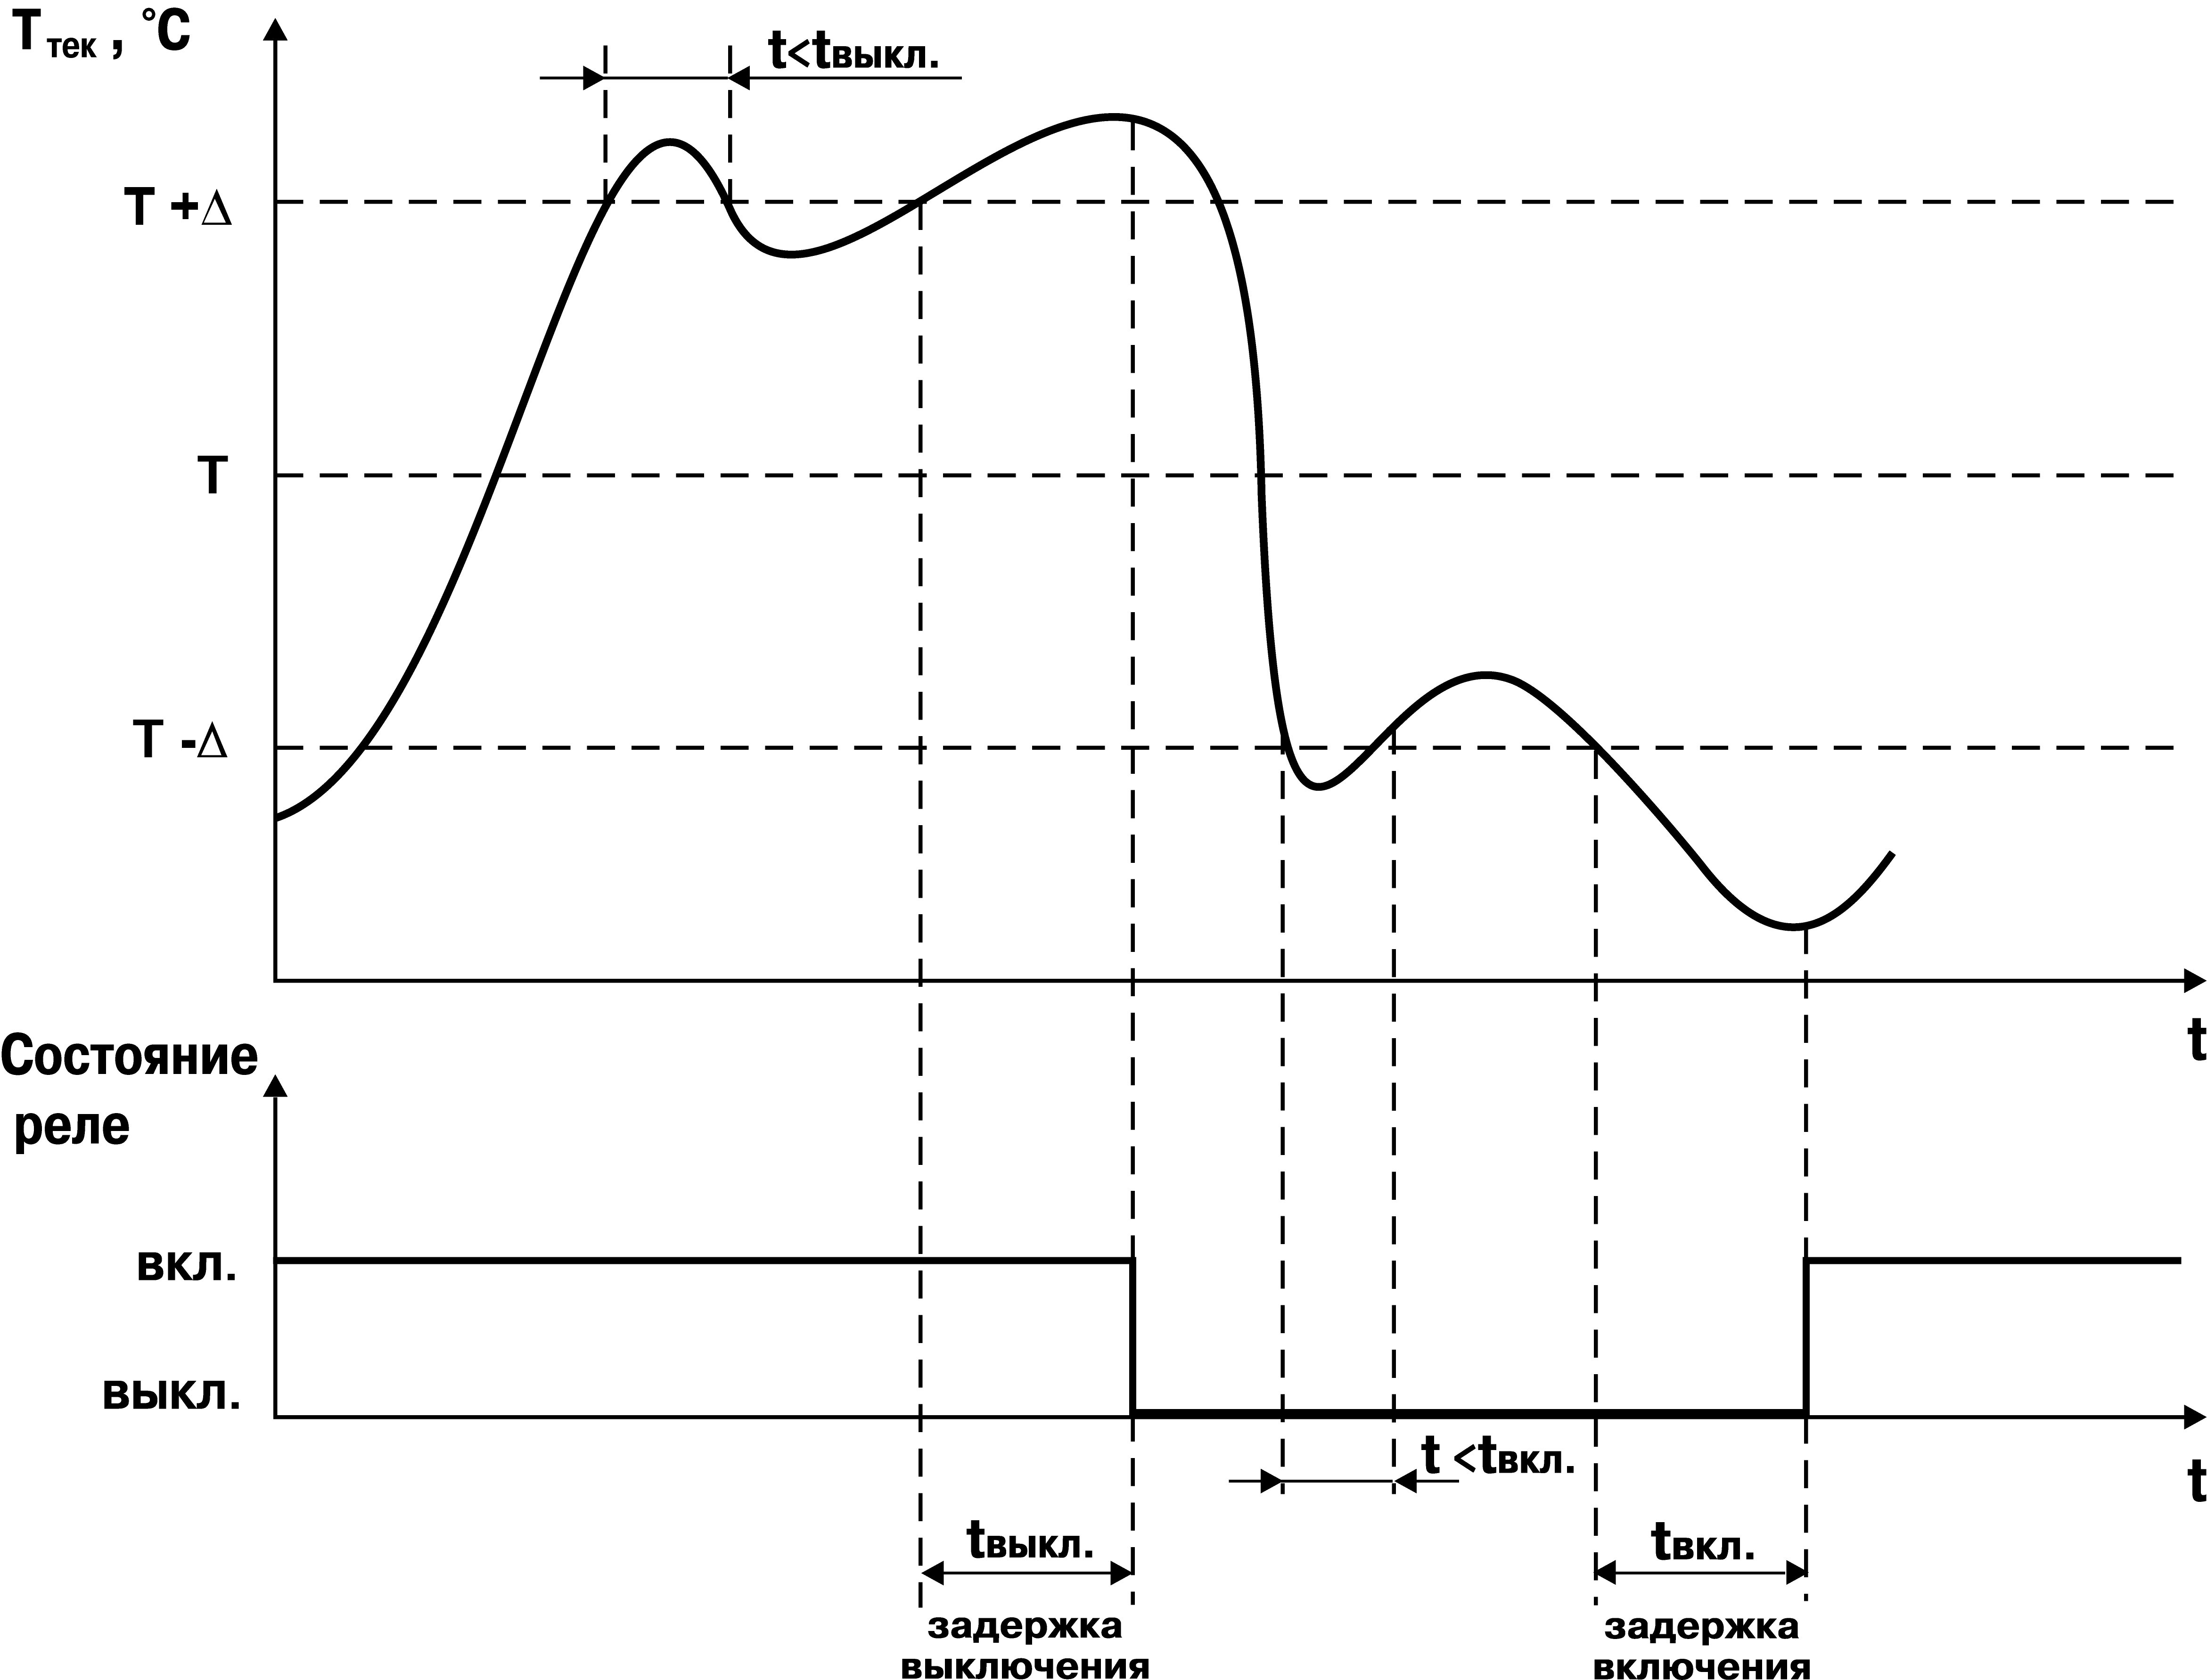 Tтек , °C
t<tвыкл.
T +Δ
T
T -Δ
t
Состояние
реле
вкл.
выкл.
t <tвкл.
t
tвыкл.
tвкл.
задержка
выключения
задержка
включения